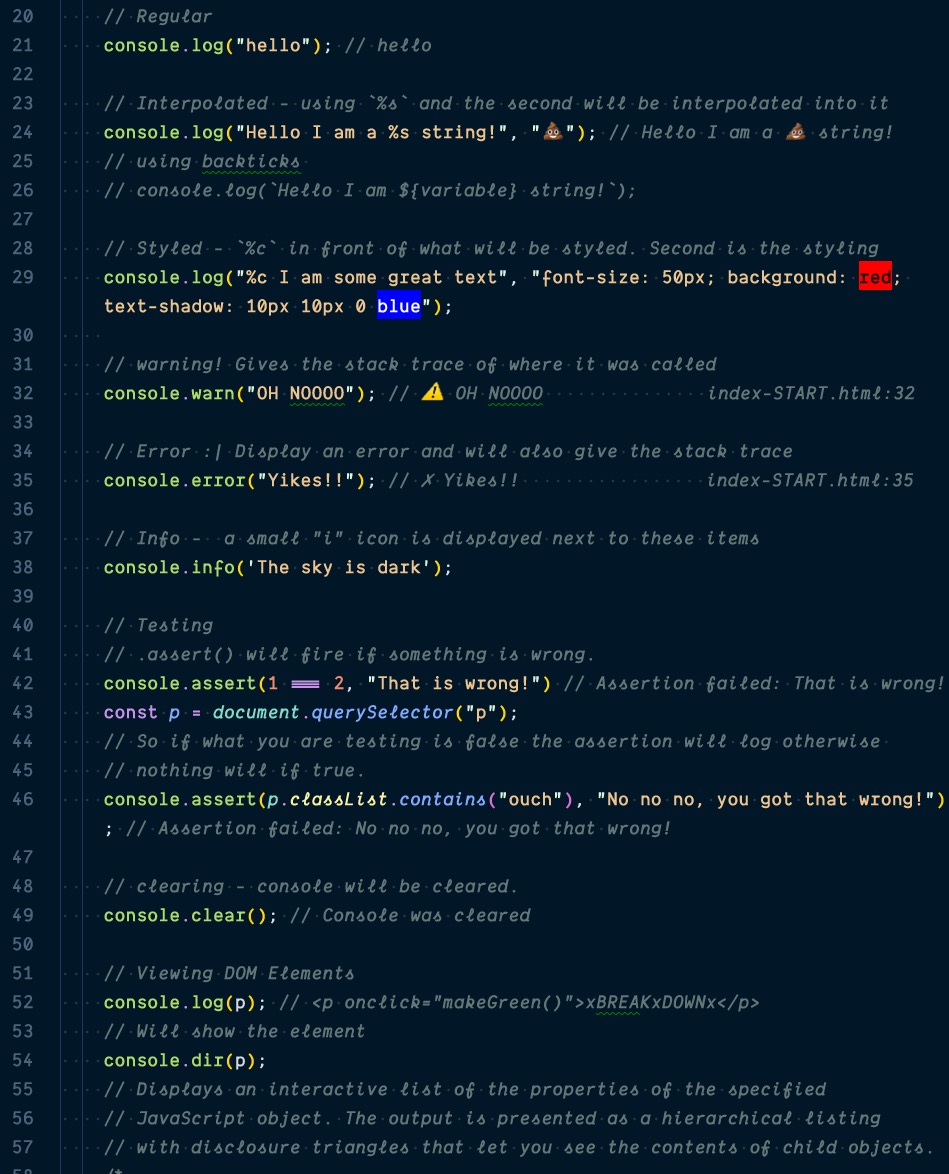 20 // Regular
21 console.log("hello"); // hello
22
23 // Interpolated - using `%s` and the second will be interpolated into it
24 console.log("Hello I am a %s string!", "💩"); // Hello I am a 💩 string!
25 // using backticks
26 // console.log(`Hello I am ${variable} string!`);
27
28 // Styled - `%c` in front of what will be styled. Second is the styling
29 console.log("%c I am some great text", "font-size: 50px; background: red;
text-shadow: 10px 10px 0 blue");
30
31 // warning! Gives the stack trace of where it was called
32 console.warn("OH NOOOO"); // ⚠️ OH NOOOO index-START.html:32
33
34 // Error :| Display an error and will also give the stack trace
35 console.error("Yikes!!"); // ✗ Yikes!! index-START.html:35
36
37 // Info -  a small "i" icon is displayed next to these items
38 console.info('The sky is dark');
39
40 // Testing
41 // .assert() will fire if something is wrong.
42 console.assert(1 === 2, "That is wrong!") // Assertion failed: That is wrong!
43 const p = document.querySelector("p");
44 // So if what you are testing is false the assertion will log otherwise
45 // nothing will if true.
46 console.assert(p.classList.contains("ouch"), "No no no, you got that wrong!")
; // Assertion failed: No no no, you got that wrong!
47
48 // clearing - console will be cleared.
49 console.clear(); // Console was cleared
50
51 // Viewing DOM Elements
52 console.log(p); // <p onclick="makeGreen()">xBREAKxDOWNx</p>
53 // Will show the element
54 console.dir(p);
55 // Displays an interactive list of the properties of the specified
56 // JavaScript object. The output is presented as a hierarchical listing
57 // with disclosure triangles that let you see the contents of child objects.
58 /*